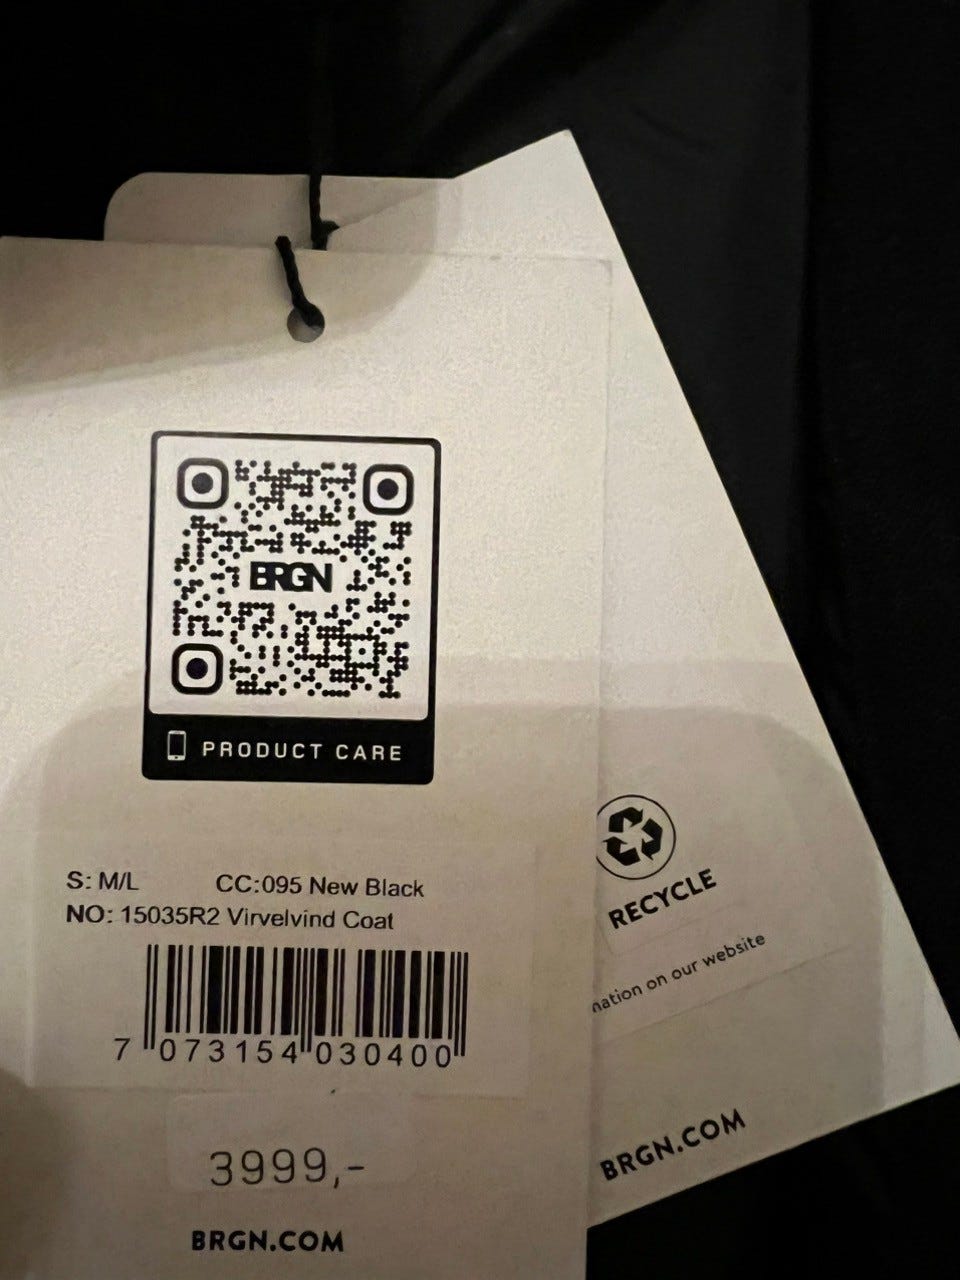 BRGN
PRODUCT CARE
S: M/L CC:095 New Black
NO: 15035R2 Virvelvind Coat
7 073154 030400
3999,-
BRGN.COM
RECYCLE
on our website
BRGN.COM